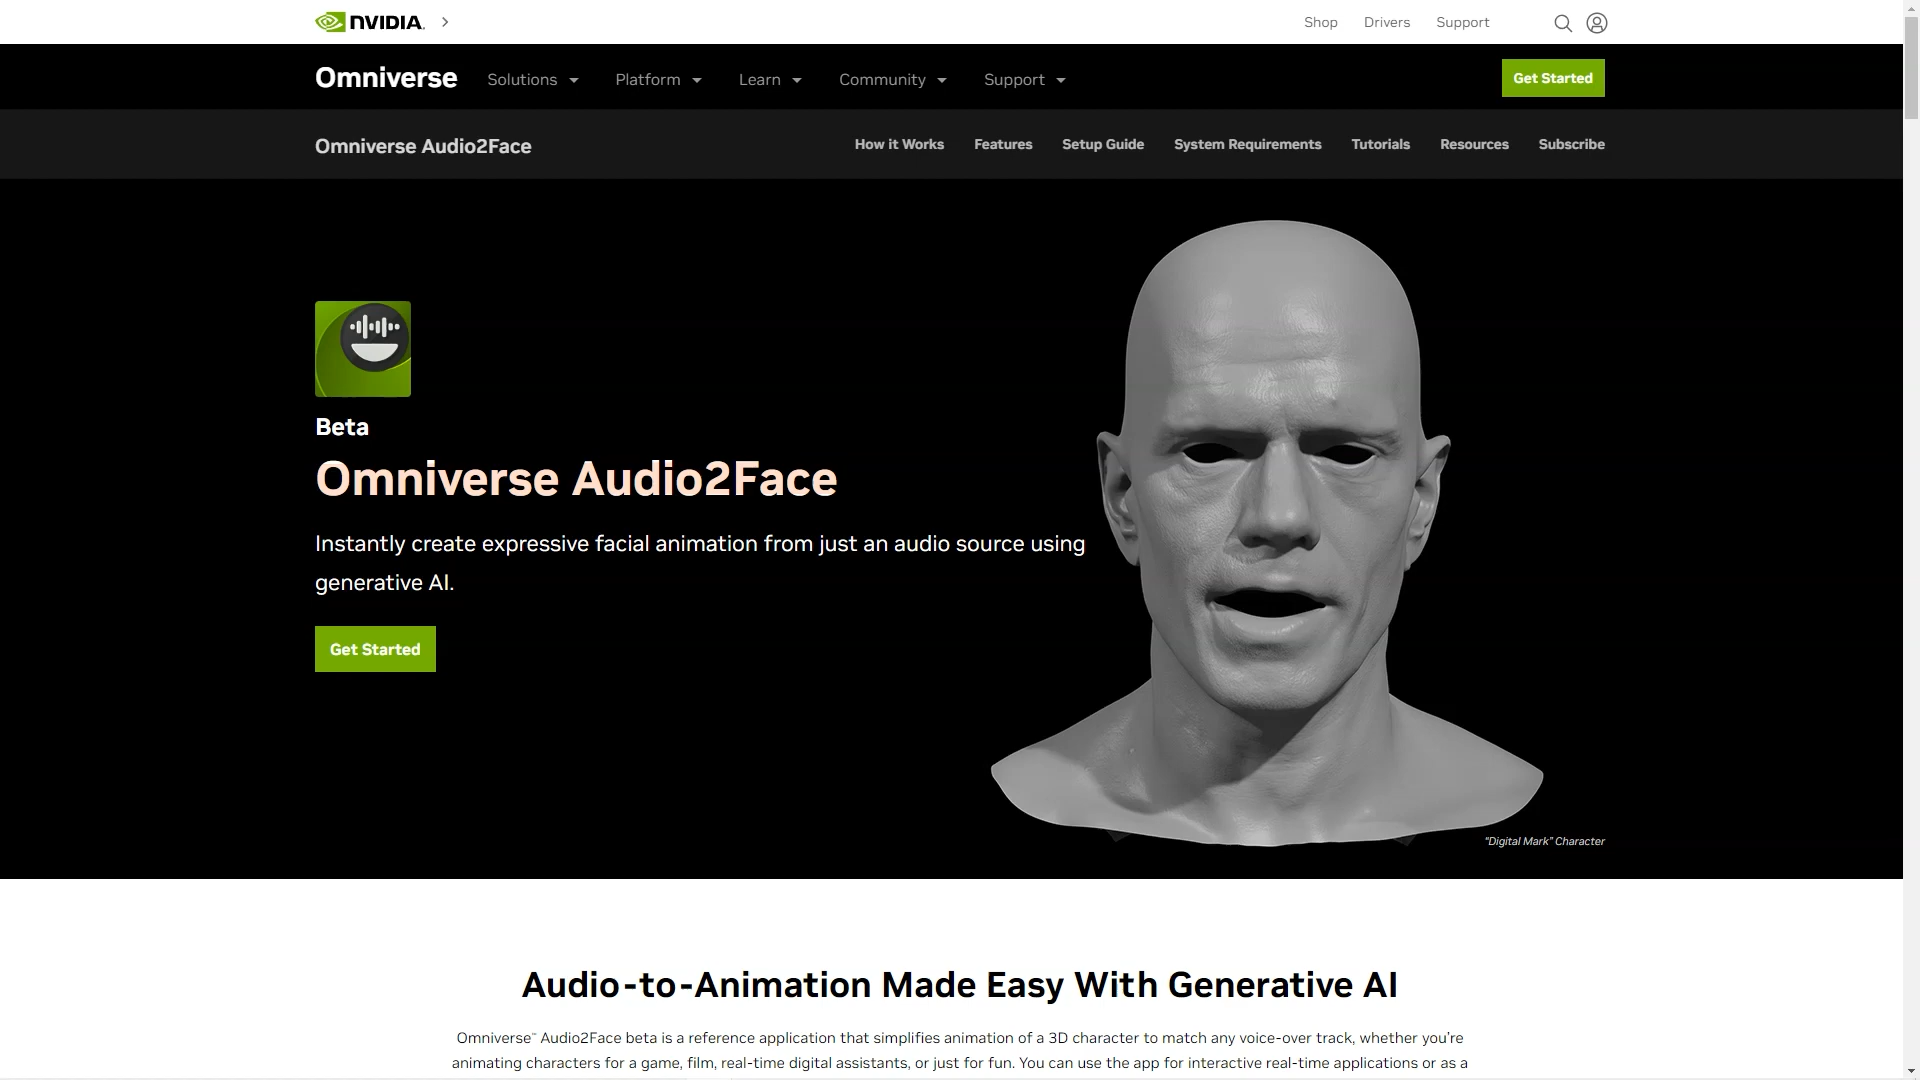 NVIDIA.
Shop
Drivers
Support
Omniverse
Solutions
Platform
Learn
Community
Support
Get Started
Omniverse Audio2Face
How it Works
Features
Setup Guide
System Requirements
Tutorials
Resources
Subscribe
Beta
Omniverse Audio2Face
Instantly create expressive facial animation from just an audio source using
generative AI.
Get Started
"Digital Mark" Character
Audio-to-Animation Made Easy With Generative AI
Omniverse™ Audio2Face beta is a reference application that simplifies animation of a 3D character to match any voice-over track, whether you're
animating characters for a game, film, real-time digital assistants, or just for fun. You can use the app for interactive real-time applications or as a